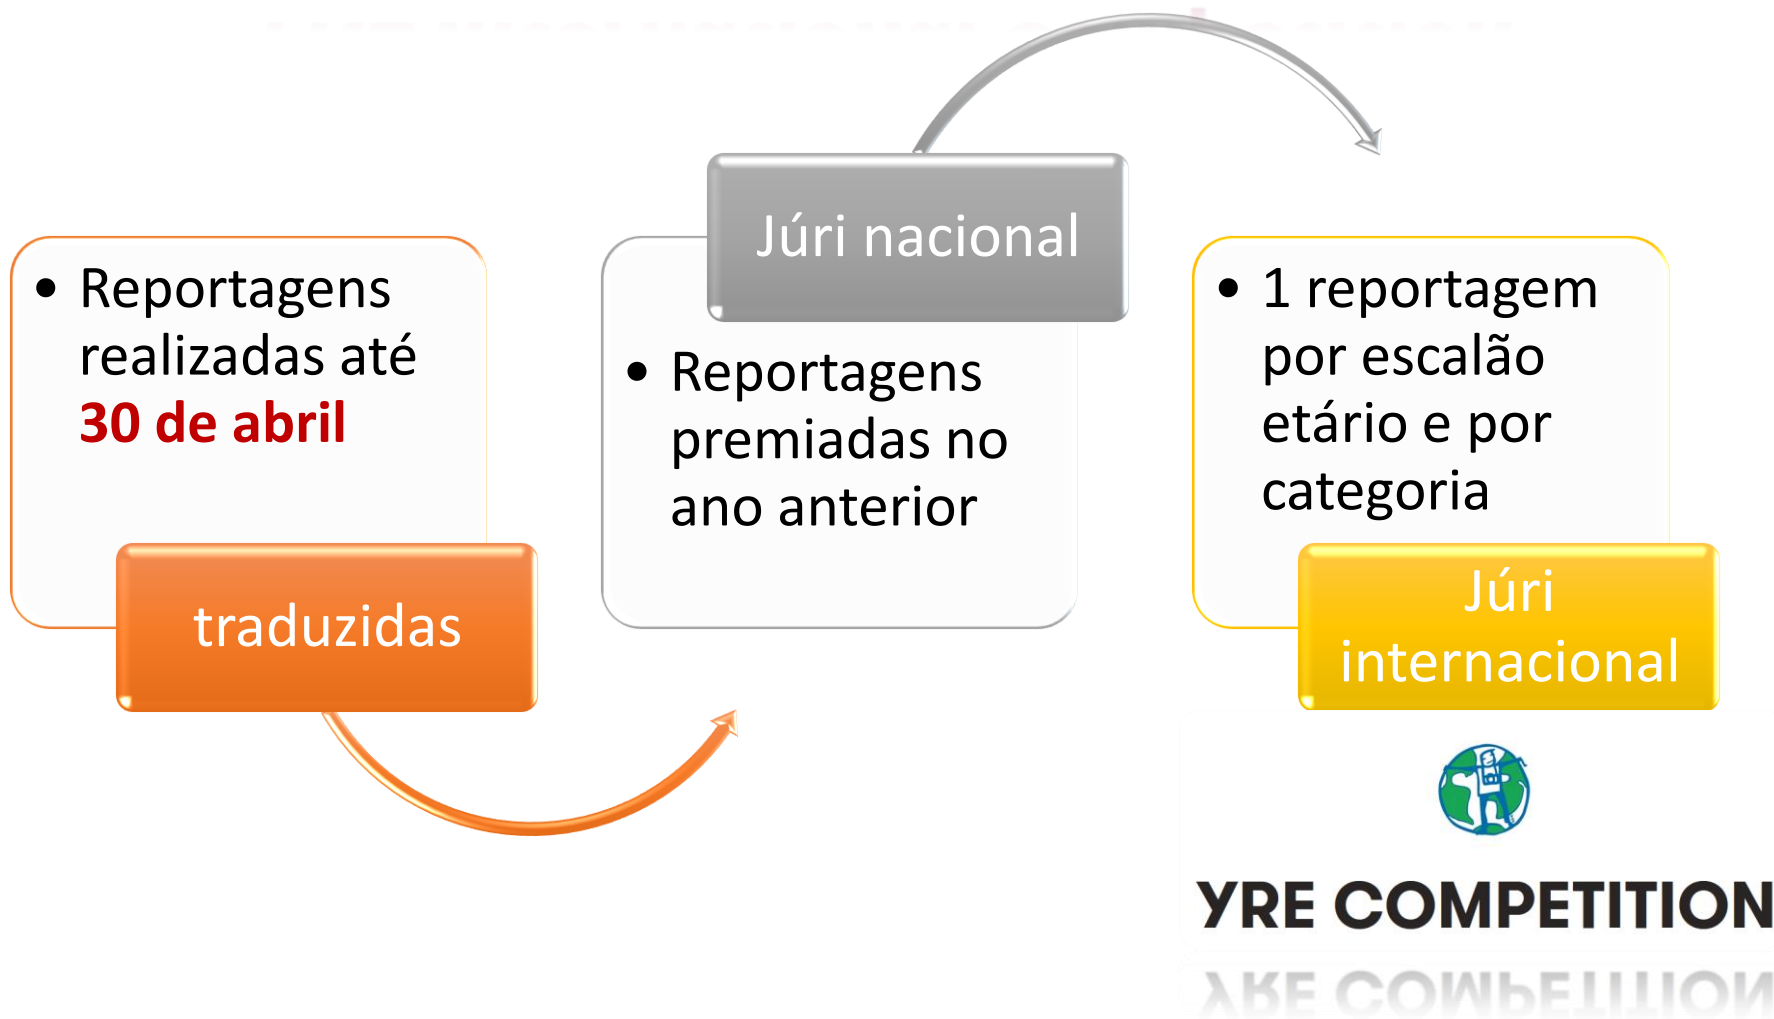 • Reportagens
realizadas até
30 de abril
traduzidas
Júri nacional
• Reportagens
premiadas no
ano anterior
• 1 reportagem
por escalão
etário e por
categoria
Júri
internacional
YRE COMPETITION